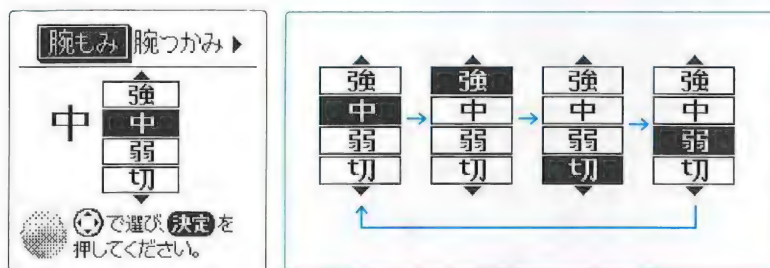 腕もみ 腕つかみ
中
強
中
弱
切
で選び、決定を
押してください。
強 強 強 強
中 中 中 中
弱 弱 弱 弱
切 切 切 切